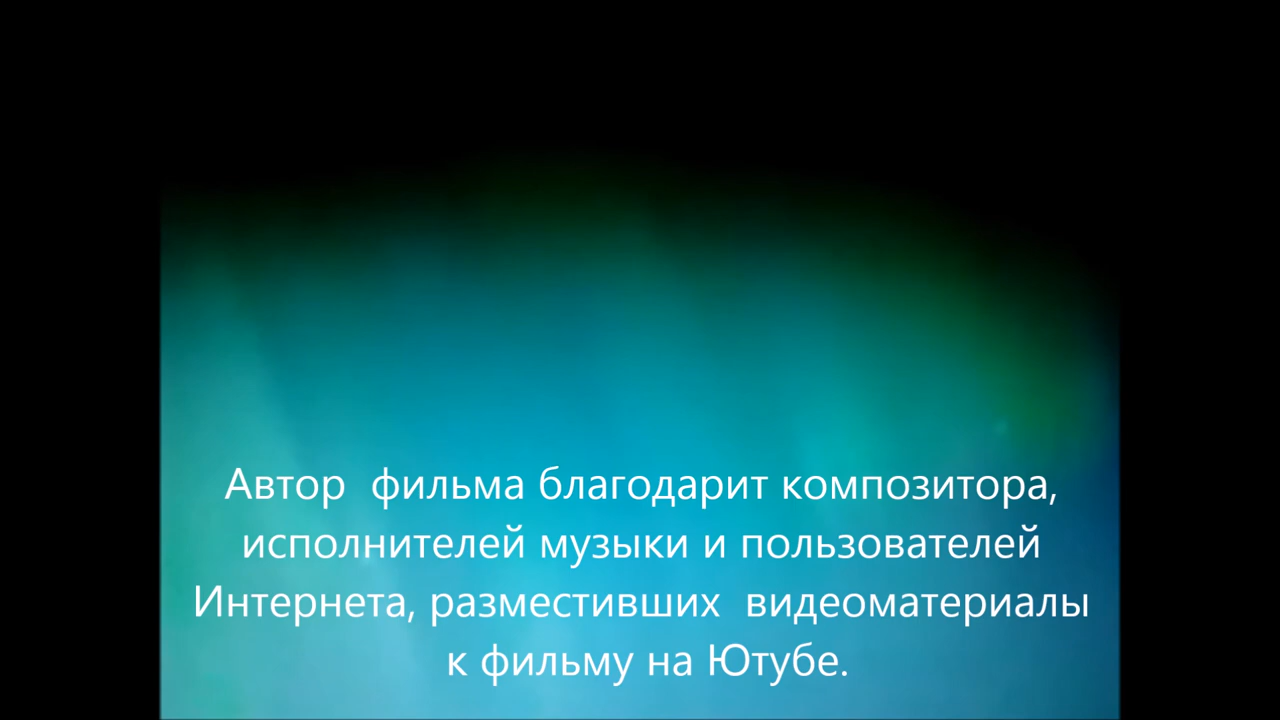 Автор  фильма благодарит композитора,
исполнителей музыки и пользователей
Интернета, разместивших  видеоматериалы
к фильму на Ютубе.